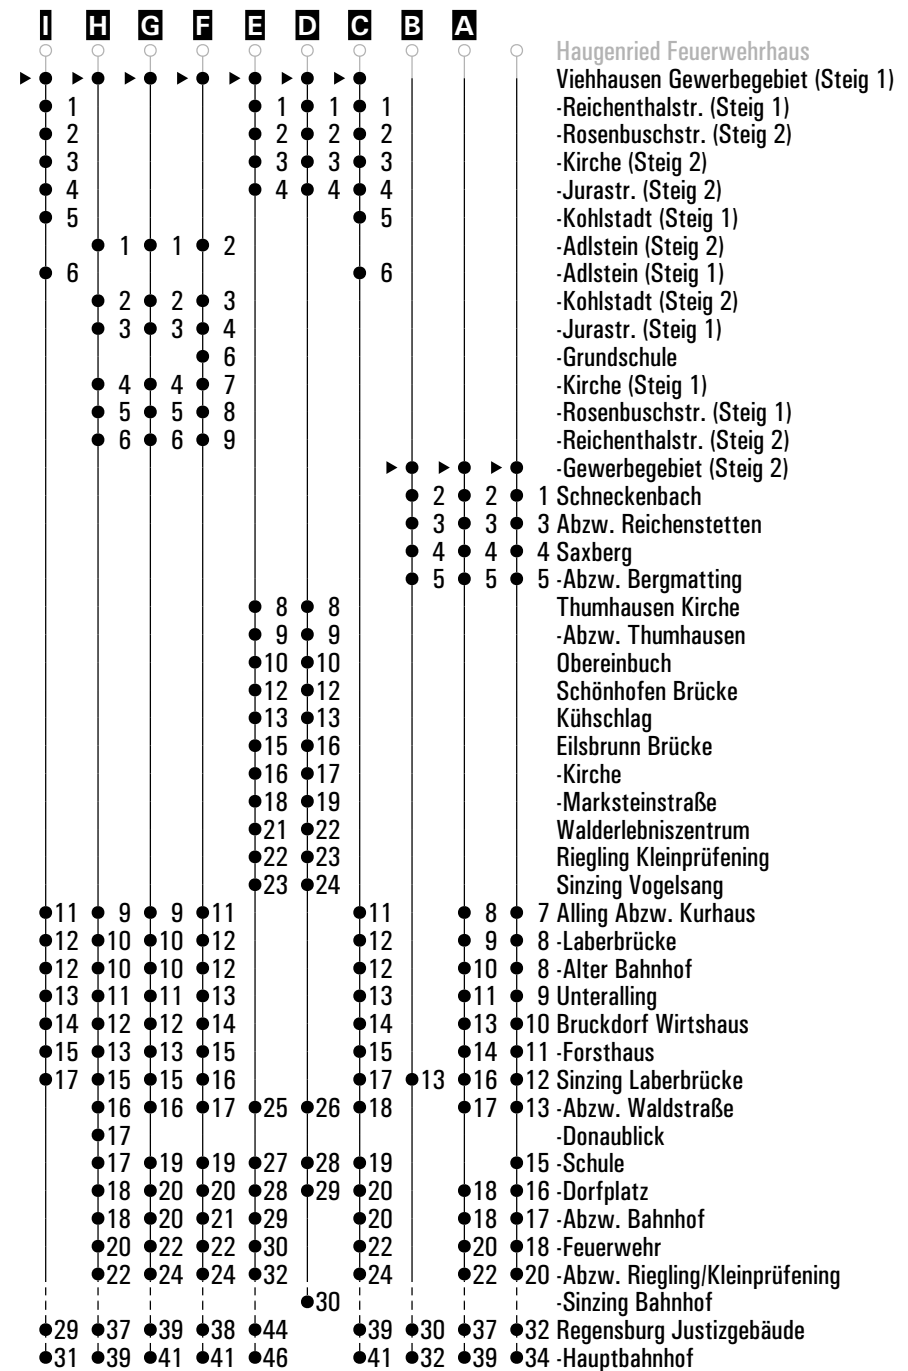 I H G F E D C B A
Haugenried Feuerwehrhaus
Viehhausen Gewerbegebiet (Steig 1)
1 1 1 1 -Reichenthalstr. (Steig 1)
2 2 2 2 -Rosenbuschstr. (Steig 2)
3 3 3 3 -Kirche (Steig 2)
4 4 4 4 -Jurastr. (Steig 2)
5 5 -Kohlstadt (Steig 1)
1 1 2 -Adlstein (Steig 2)
6 6 -Adlstein (Steig 1)
2 2 3 -Kohlstadt (Steig 2)
3 3 4 -Jurastr. (Steig 1)
6 -Grundschule
4 4 7 -Kirche (Steig 1)
5 5 8 -Rosenbuschstr. (Steig 1)
6 6 9 -Reichenthalstr. (Steig 2)
-Gewerbegebiet (Steig 2)
2 2 1 Schneckenbach
3 3 3 Abzw. Reichenstetten
4 4 4 Saxberg
5 5 5 -Abzw. Bergmatting
8 8 Thumhausen Kirche
9 9 -Abzw. Thumhausen
10 10 Obereinbuch
12 12 Schönhofen Brücke
13 13 Kühschlag
15 16 Eilsbrunn Brücke
16 17 -Kirche
18 19 -Marksteinstraße
21 22 Walderlebniszentrum
22 23 Riegling Kleinprüfening
23 24 Sinzing Vogelsang
11 9 9 11 11 8 7 Alling Abzw. Kurhaus
12 10 10 12 12 9 8 -Laberbrücke
12 10 10 12 12 10 8 -Alter Bahnhof
13 11 11 13 13 11 9 Unteralling
14 12 12 14 14 13 10 Bruckdorf Wirtshaus
15 13 13 15 15 14 11 -Forsthaus
17 15 15 16 17 13 16 12 Sinzing Laberbrücke
16 16 17 25 26 18 17 13 -Abzw. Waldstraße
17 -Donaublick
17 19 19 27 28 19 15 -Schule
18 20 20 28 29 20 18 16 -Dorfplatz
18 20 21 29 20 18 17 -Abzw. Bahnhof
20 22 22 30 22 20 18 -Feuerwehr
22 24 24 32 24 22 20 -Abzw. Riegling/Kleinprüfening
30 -Sinzing Bahnhof
29 37 39 38 44 39 30 37 32 Regensburg Justizgebäude
31 39 41 41 46 41 32 39 34 -Hauptbahnhof